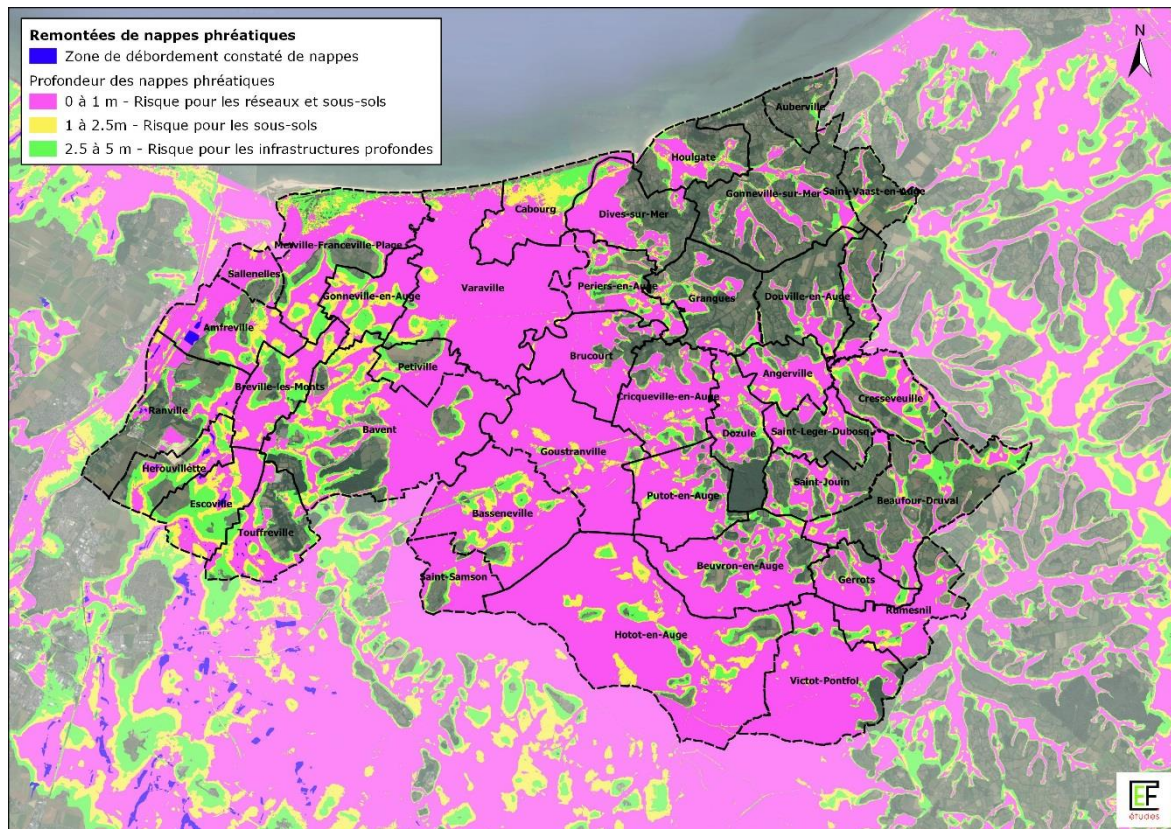 Remontées de nappes phréatiques
Zone de débordement constaté de nappes
Profondeur des nappes phréatiques
0 à 1 m - Risque pour les réseaux et sous-sols
1 à 2.5m - Risque pour les sous-sols
2.5 à 5 m - Risque pour les infrastructures profondes
N
Auberville
Houlgate
Gonneville-sur-Mer
Saint-Vaast-en-Auge
Cabourg
Dives-sur-Mer
Merville-Franceville-Plage
Sallenelles
Gonneville-en-Auge
Varaville
Periers-en-Auge
Grangues
Douville-en-Auge
Amfreville
Brucourt
Petiville
Angerville
Breville-les-Monts
Cricqueville-en-Auge
Cresseveuille
Ranville
Bavent
Dozule
Saint-Leger-Dubosq
Goustranville
Herouvillette
Saint-Jouin
Escoville
Putot-en-Auge
Beaufour-Druval
Basseneville
Touffreville
Beuvron-en-Auge
Saint-Samson
Gerrots
Rumesnil
Hotot-en-Auge
Victot-Pontfol
EF
études